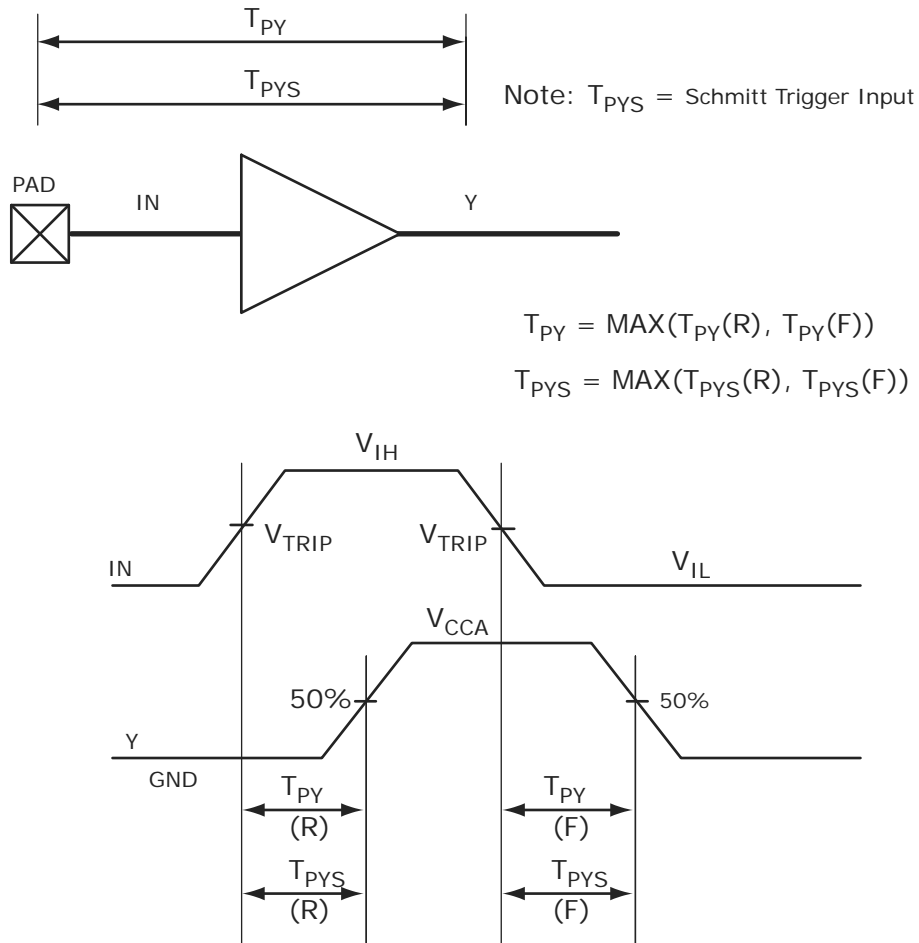 T_PY
T_PYS
Note: T_PYS = Schmitt Trigger Input
PAD
IN
Y
T_PY = MAX(T_PY(R), T_PY(F))
T_PYS = MAX(T_PYS(R), T_PYS(F))
V_IH
V_TRIP
V_TRIP
IN
V_IL
V_CCA
50%
50%
Y
GND
T_PY
(R)
T_PY
(F)
T_PYS
(R)
T_PYS
(F)